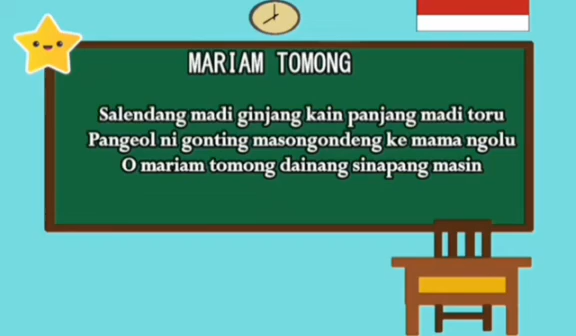 MARIAM TOMONG
Salendang madi ginjang kain panjang madi toru
Pangeol ni gonting masongondeng ke mama ngolu
O mariam tomong dainang sinapang masin